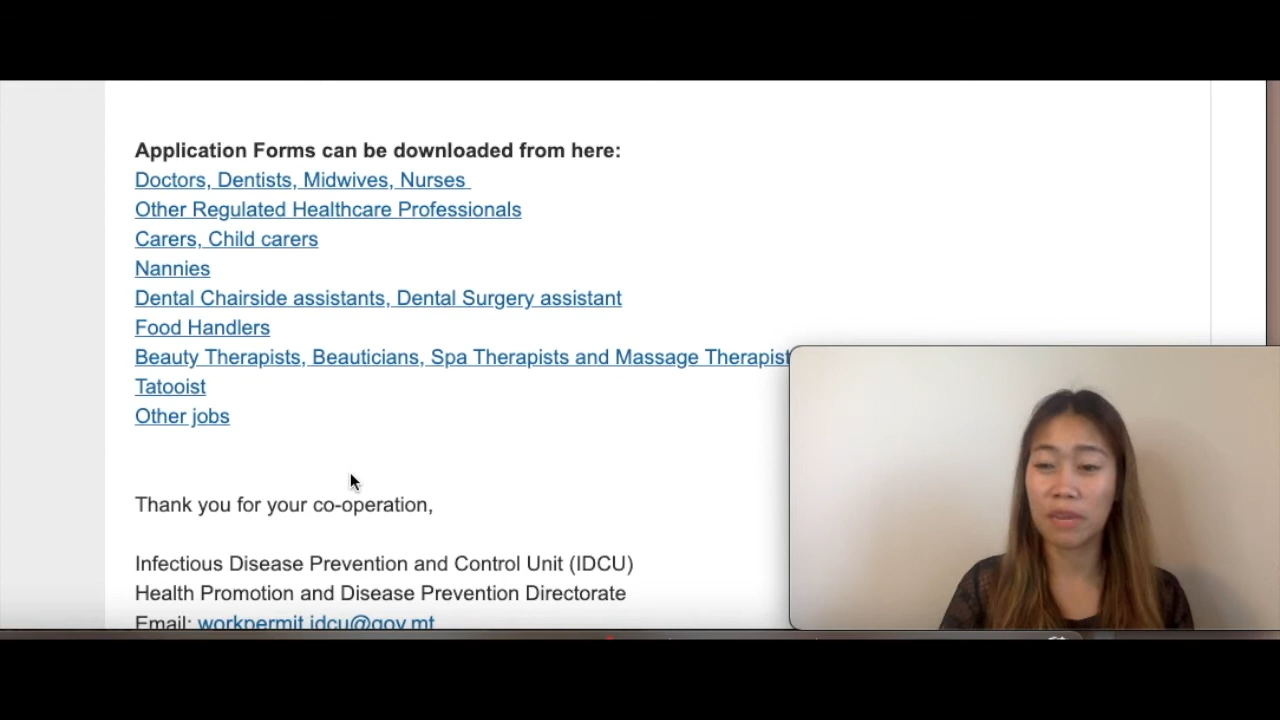 Application Forms can be downloaded from here:
Doctors, Dentists, Midwives, Nurses
Other Regulated Healthcare Professionals
Carers, Child carers
Nannies
Dental Chairside assistants, Dental Surgery assistant
Food Handlers
Beauty Therapists, Beauticians, Spa Therapists and Massage Therapist
Tatooist
Other jobs
Thank you for your co-operation,
Infectious Disease Prevention and Control Unit (IDCU)
Health Promotion and Disease Prevention Directorate
Email: workpermit.idcu@gov.mt